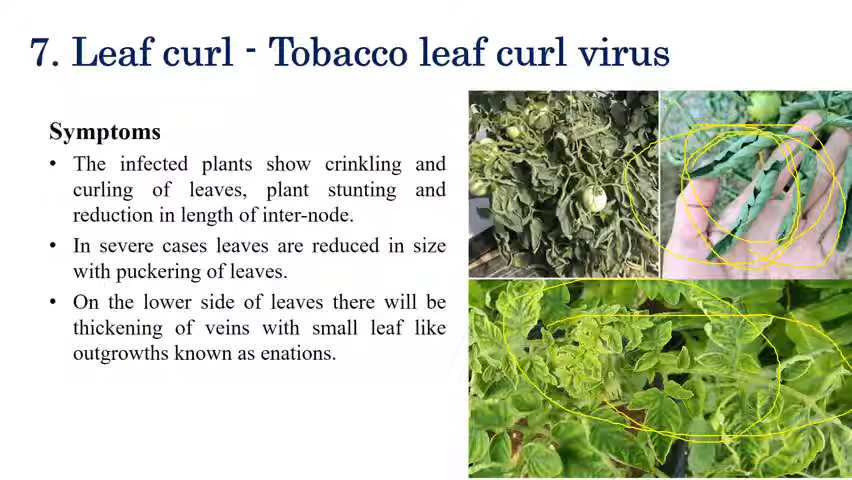 7. Leaf curl - Tobacco leaf curl virus
Symptoms
• The infected plants show crinkling and
curling of leaves, plant stunting and
reduction in length of inter-node.
• In severe cases leaves are reduced in size
with puckering of leaves.
• On the lower side of leaves there will be
thickening of veins with small leaf like
outgrowths known as enations.